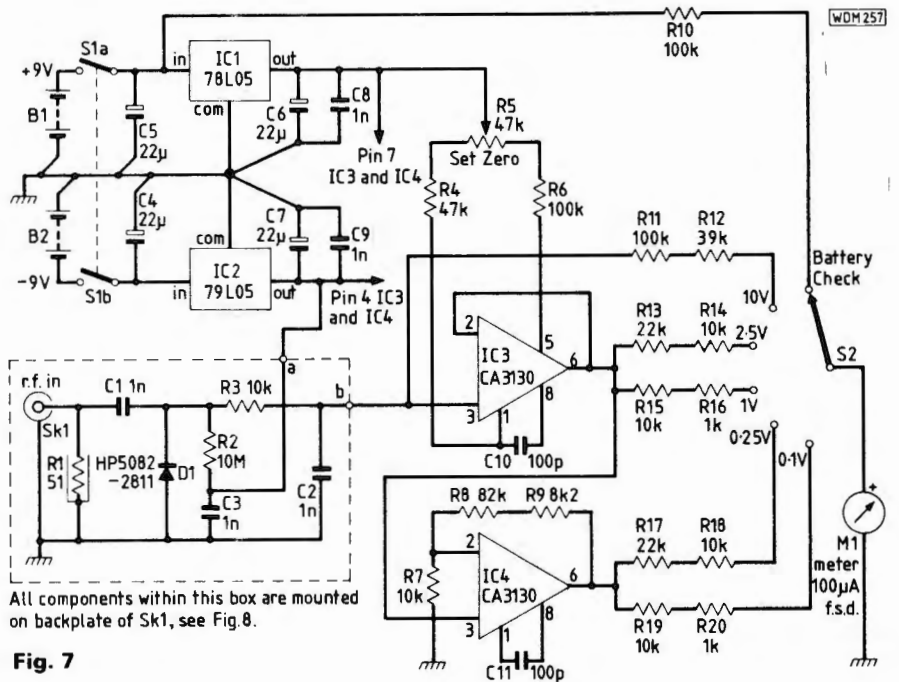 WDM257
R10
100k
S1a
in
IC1
78L05
out
com
+9V
B1
C5
22µ
C6
22µ
C8
1n
Pin 7
IC3 and IC4
R5
47k
Set Zero
R4
47k
R6
100k
B2
-9V
C4
22µ
S1b
com
in
IC2
79L05
out
C7
22µ
C9
1n
Pin 4 IC3
and IC4
R11
100k
R12
39k
Battery
Check
10V
R13
22k
R14
10k
2·5V
S2
R15
10k
R16
1k
1V
0·25V
0·1V
2
3
IC3
CA3130
5
6
1
8
C10
100p
a
r.f. in
Sk1
C1 1n
R3 10k
b
R1
51
HP5082
-2811
D1
R2
10M
C3
1n
C2
1n
R8 82k
R9 8k2
R7
10k
2
3
IC4
CA3130
6
1
8
C11
100p
R17
22k
R18
10k
R19
10k
R20
1k
+
M1
meter
100µA
f.s.d.
All components within this box are mounted
on backplate of Sk1, see Fig.8.
Fig. 7